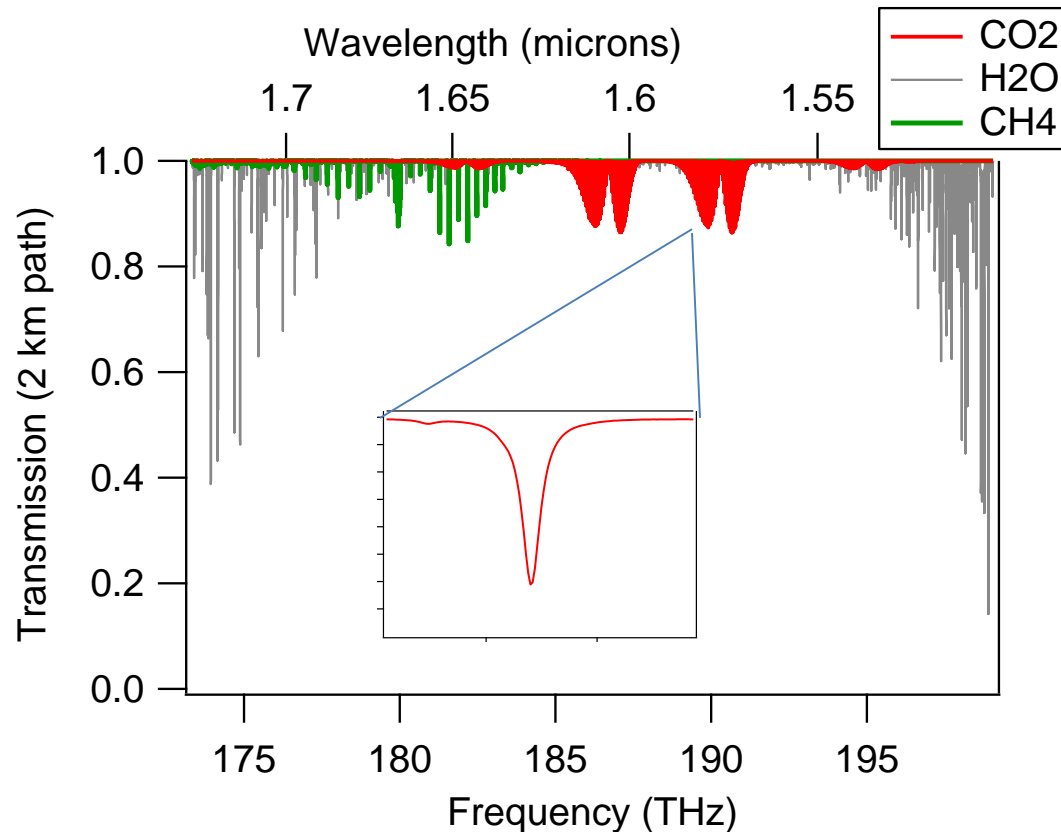 Wavelength (microns)
CO2
H2O
CH4
1.7
1.65
1.6
1.55
1.0
0.8
0.6
0.4
0.2
0.0
Transmission (2 km path)
175
180
185
190
195
Frequency (THz)